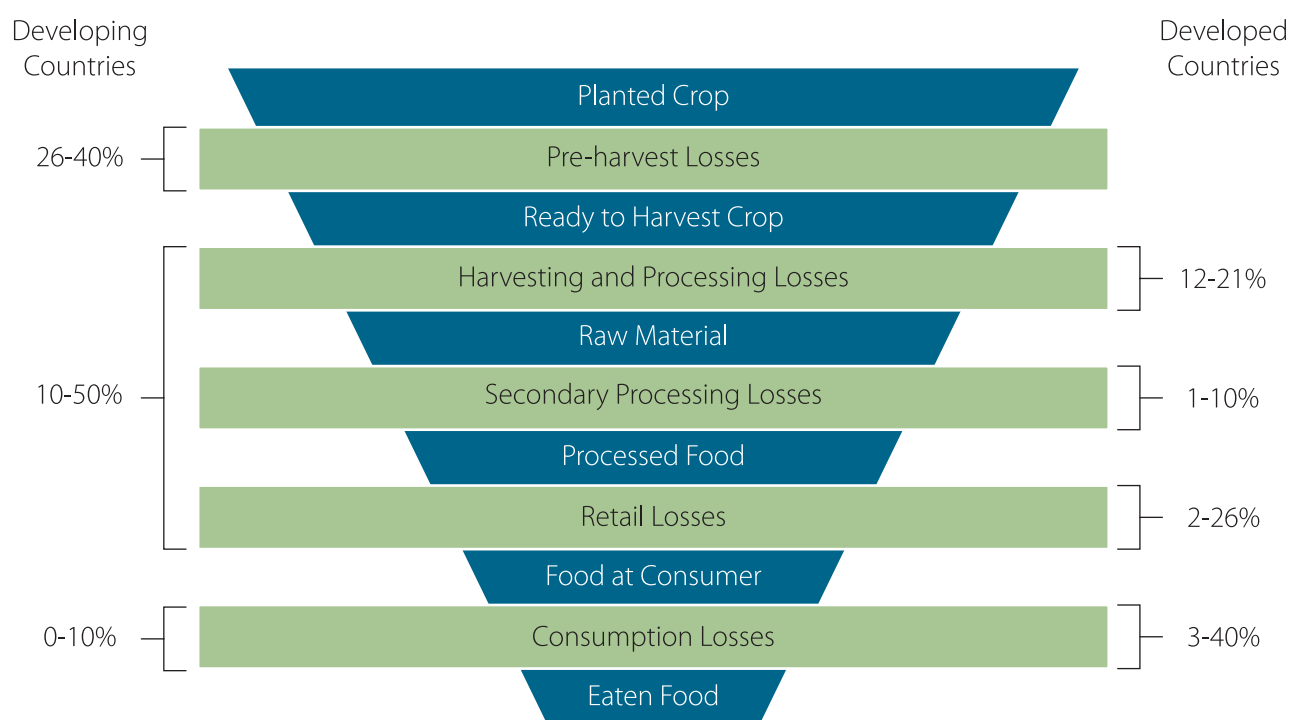 Developing
Countries
Developed
Countries
Planted Crop
26-40%
Pre-harvest Losses
Ready to Harvest Crop
Harvesting and Processing Losses
12-21%
Raw Material
10-50%
Secondary Processing Losses
1-10%
Processed Food
Retail Losses
2-26%
Food at Consumer
0-10%
Consumption Losses
3-40%
Eaten Food